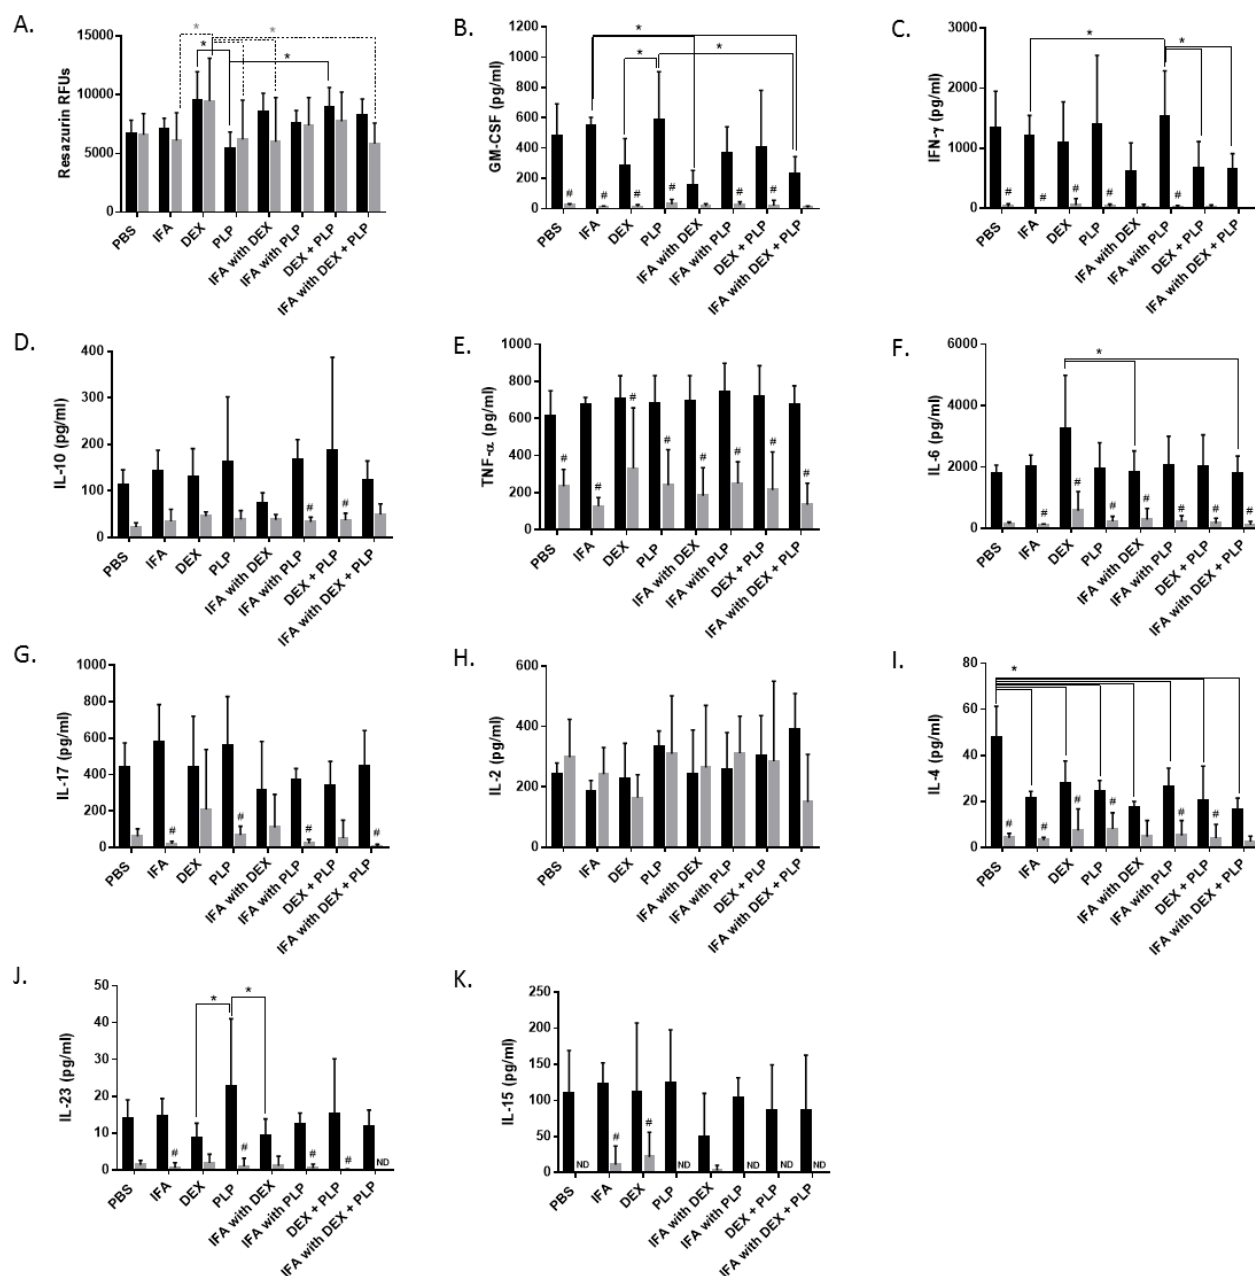 A.
Resazurin RFUs
15000
10000
5000
0
*
*
*
*
PBS
IFA
DEX
PLP
IFA with DEX
IFA with PLP
DEX + PLP
IFA with DEX + PLP
B.
GM-CSF (pg/ml)
1200
1000
800
600
400
200
0
*
*
*
# # # # # #
PBS
IFA
DEX
PLP
IFA with DEX
IFA with PLP
DEX + PLP
IFA with DEX + PLP
C.
IFN-γ (pg/ml)
3000
2000
1000
0
*
*
# # # # #
PBS
IFA
DEX
PLP
IFA with DEX
IFA with PLP
DEX + PLP
IFA with DEX + PLP
D.
IL-10 (pg/ml)
400
300
200
100
0
# #
PBS
IFA
DEX
PLP
IFA with DEX
IFA with PLP
DEX + PLP
IFA with DEX + PLP
E.
TNF-α (pg/ml)
1000
800
600
400
200
0
# # # # # # # #
PBS
IFA
DEX
PLP
IFA with DEX
IFA with PLP
DEX + PLP
IFA with DEX + PLP
F.
IL-6 (pg/ml)
6000
4000
2000
0
*
# # # # # # #
PBS
IFA
DEX
PLP
IFA with DEX
IFA with PLP
DEX + PLP
IFA with DEX + PLP
G.
IL-17 (pg/ml)
1000
800
600
400
200
0
# # # #
PBS
IFA
DEX
PLP
IFA with DEX
IFA with PLP
DEX + PLP
IFA with DEX + PLP
H.
IL-2 (pg/ml)
600
400
200
0
PBS
IFA
DEX
PLP
IFA with DEX
IFA with PLP
DEX + PLP
IFA with DEX + PLP
I.
IL-4 (pg/ml)
80
60
40
20
0
*
# # # # # #
PBS
IFA
DEX
PLP
IFA with DEX
IFA with PLP
DEX + PLP
IFA with DEX + PLP
J.
IL-23 (pg/ml)
50
40
30
20
10
0
*
*
# # # # ND
PBS
IFA
DEX
PLP
IFA with DEX
IFA with PLP
DEX + PLP
IFA with DEX + PLP
K.
IL-15 (pg/ml)
250
200
150
100
50
0
ND # # ND ND ND ND
PBS
IFA
DEX
PLP
IFA with DEX
IFA with PLP
DEX + PLP
IFA with DEX + PLP